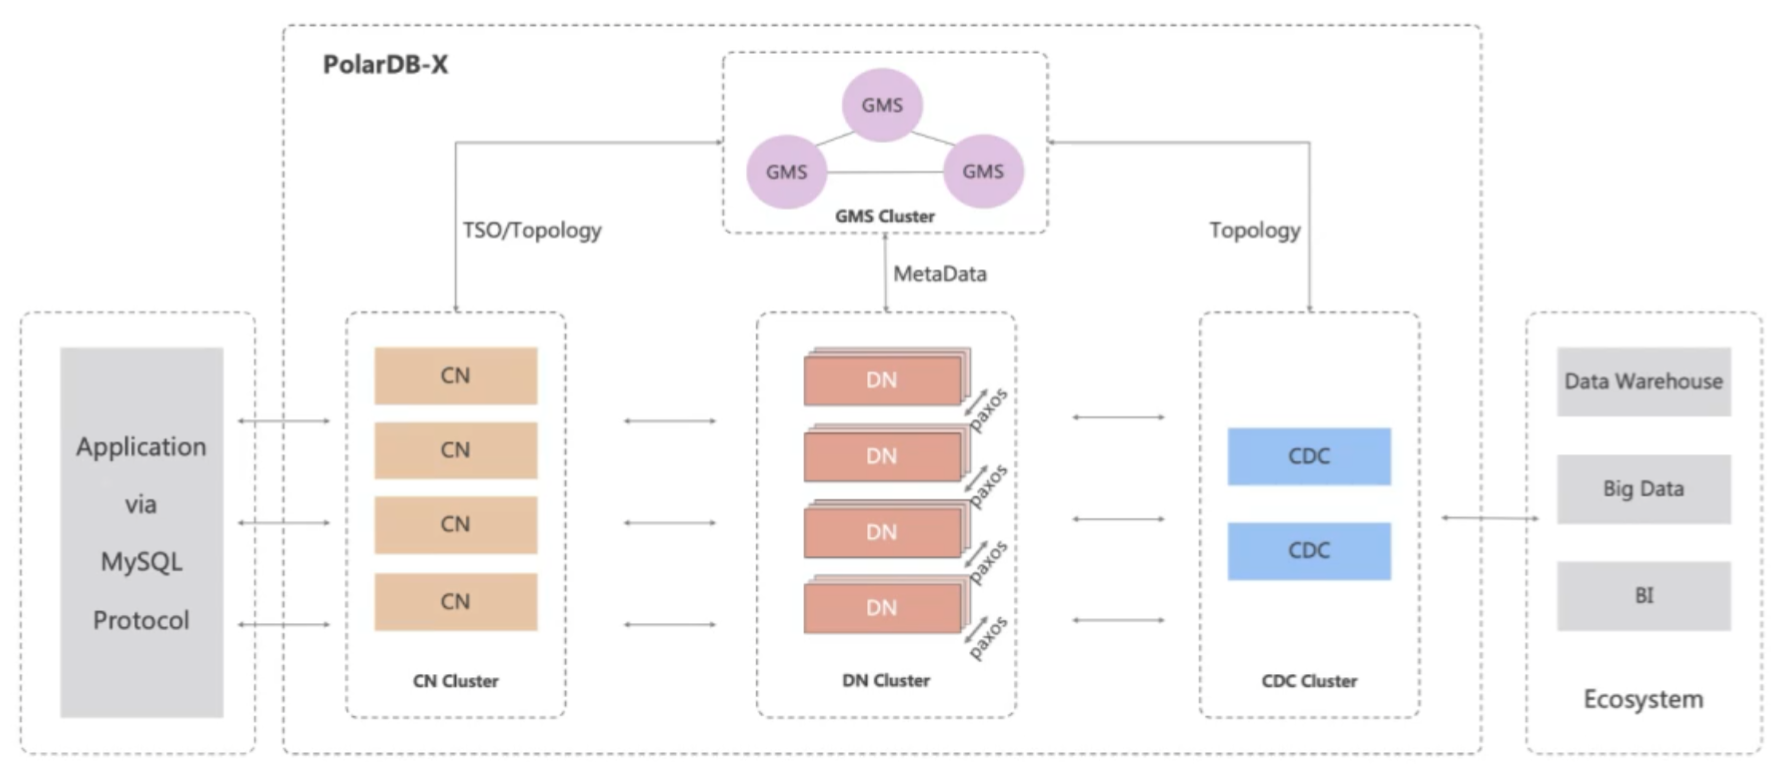 PolarDB-X
GMS
GMS
GMS
GMS Cluster
TSO/Topology
Topology
MetaData
Application
via
MySQL
Protocol
CN
CN
CN
CN
CN Cluster
DN
paxos
DN
paxos
DN
paxos
DN
paxos
DN Cluster
CDC
CDC
CDC Cluster
Data Warehouse
Big Data
BI
Ecosystem